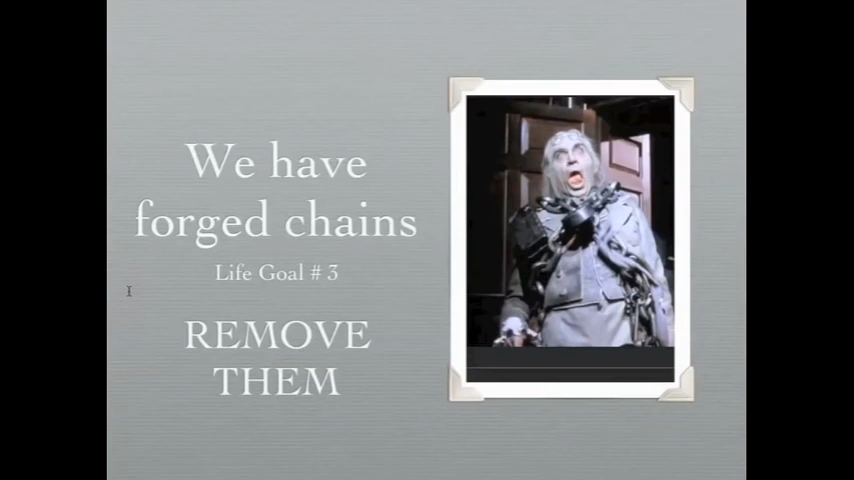 We have
forged chains
Life Goal # 3
REMOVE
THEM